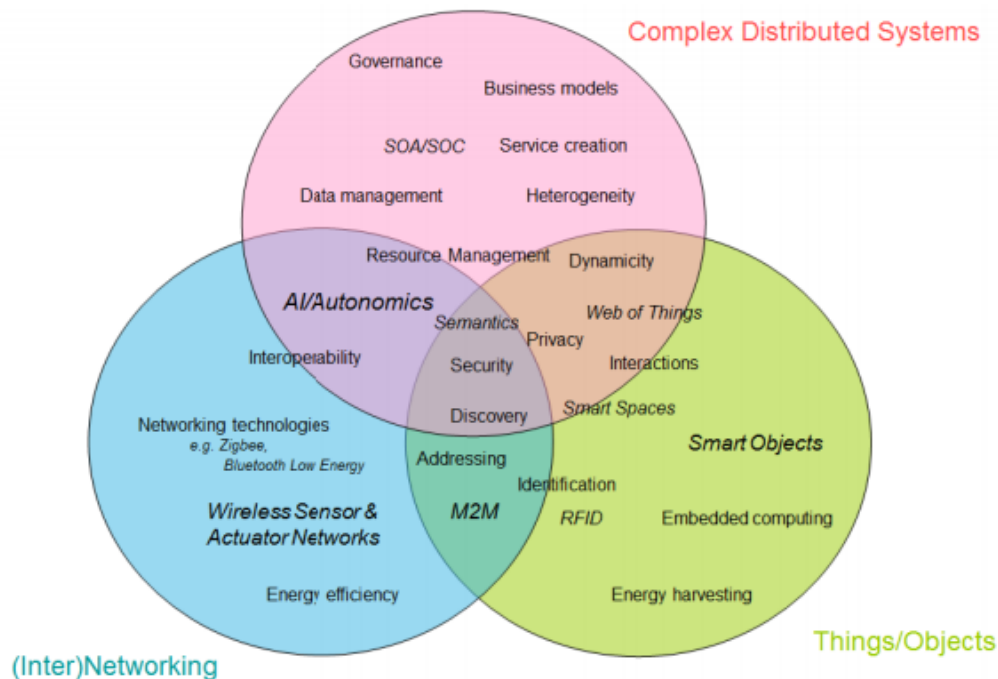 Complex Distributed Systems
Governance
Business models
SOA/SOC
Service creation
Data management
Heterogeneity
Resource Management
Dynamicity
AI/Autonomics
Semantics
Web of Things
Privacy
Interoperability
Security
Interactions
Discovery
Smart Spaces
Networking technologies
e.g. Zigbee,
Bluetooth Low Energy
Smart Objects
Addressing
Identification
Wireless Sensor &
Actuator Networks
M2M
RFID
Embedded computing
Energy efficiency
Energy harvesting
Things/Objects
(Inter)Networking